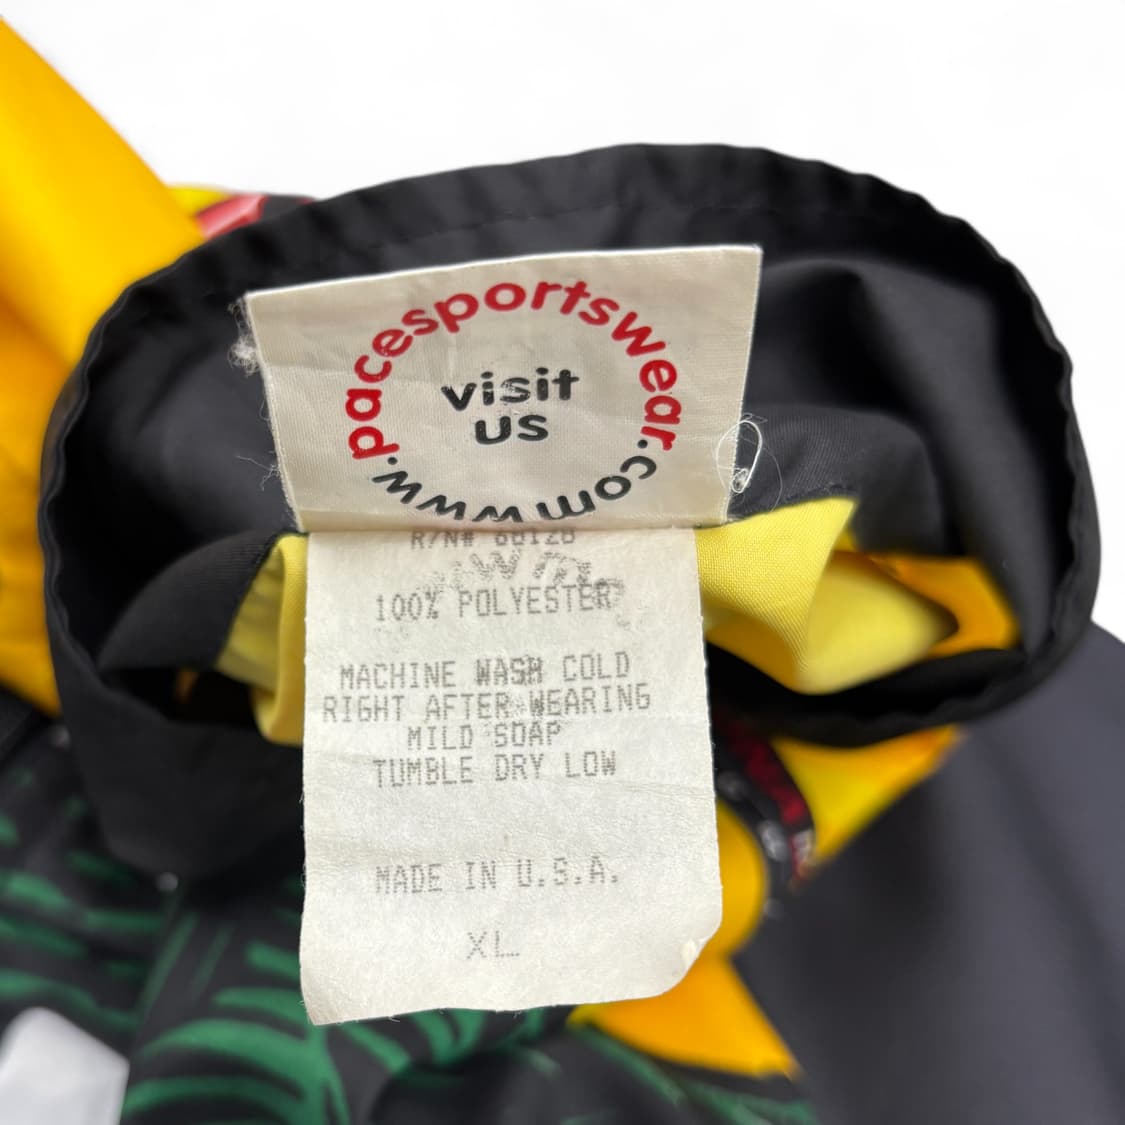 www.pacesportswear.com
visit
us
R/N# 88128
100% POLYESTER
MACHINE WASH COLD
RIGHT AFTER WEARING
MILD SOAP
TUMBLE DRY LOW
MADE IN U.S.A.
XL